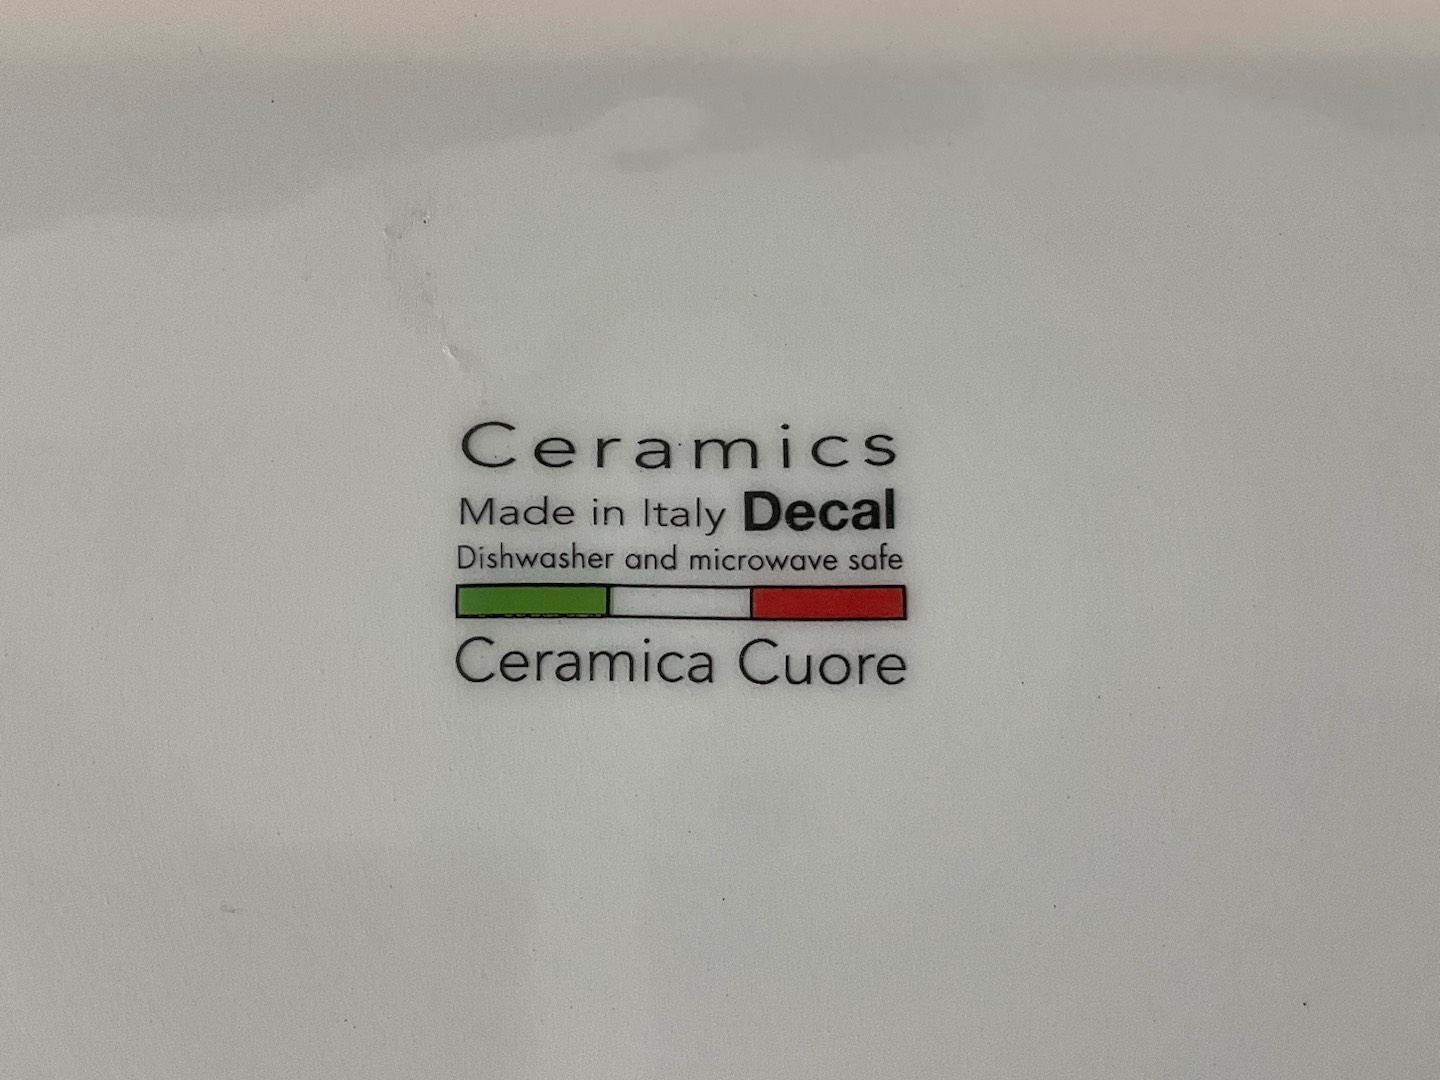 Ceramics
Made in Italy Decal
Dishwasher and microwave safe
Ceramica Cuore